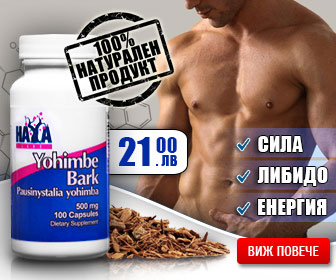 100%
НАТУРАЛЕН
ПРОДУКТ
HAYA
LABS
Yohimbe
Bark
Pausinystalia yohimba
500 mg
100 Capsules
Dietary Supplement
21.00
.лв
СИЛА
ЛИБИДО
ЕНЕРГИЯ
ВИЖ ПОВЕЧЕ